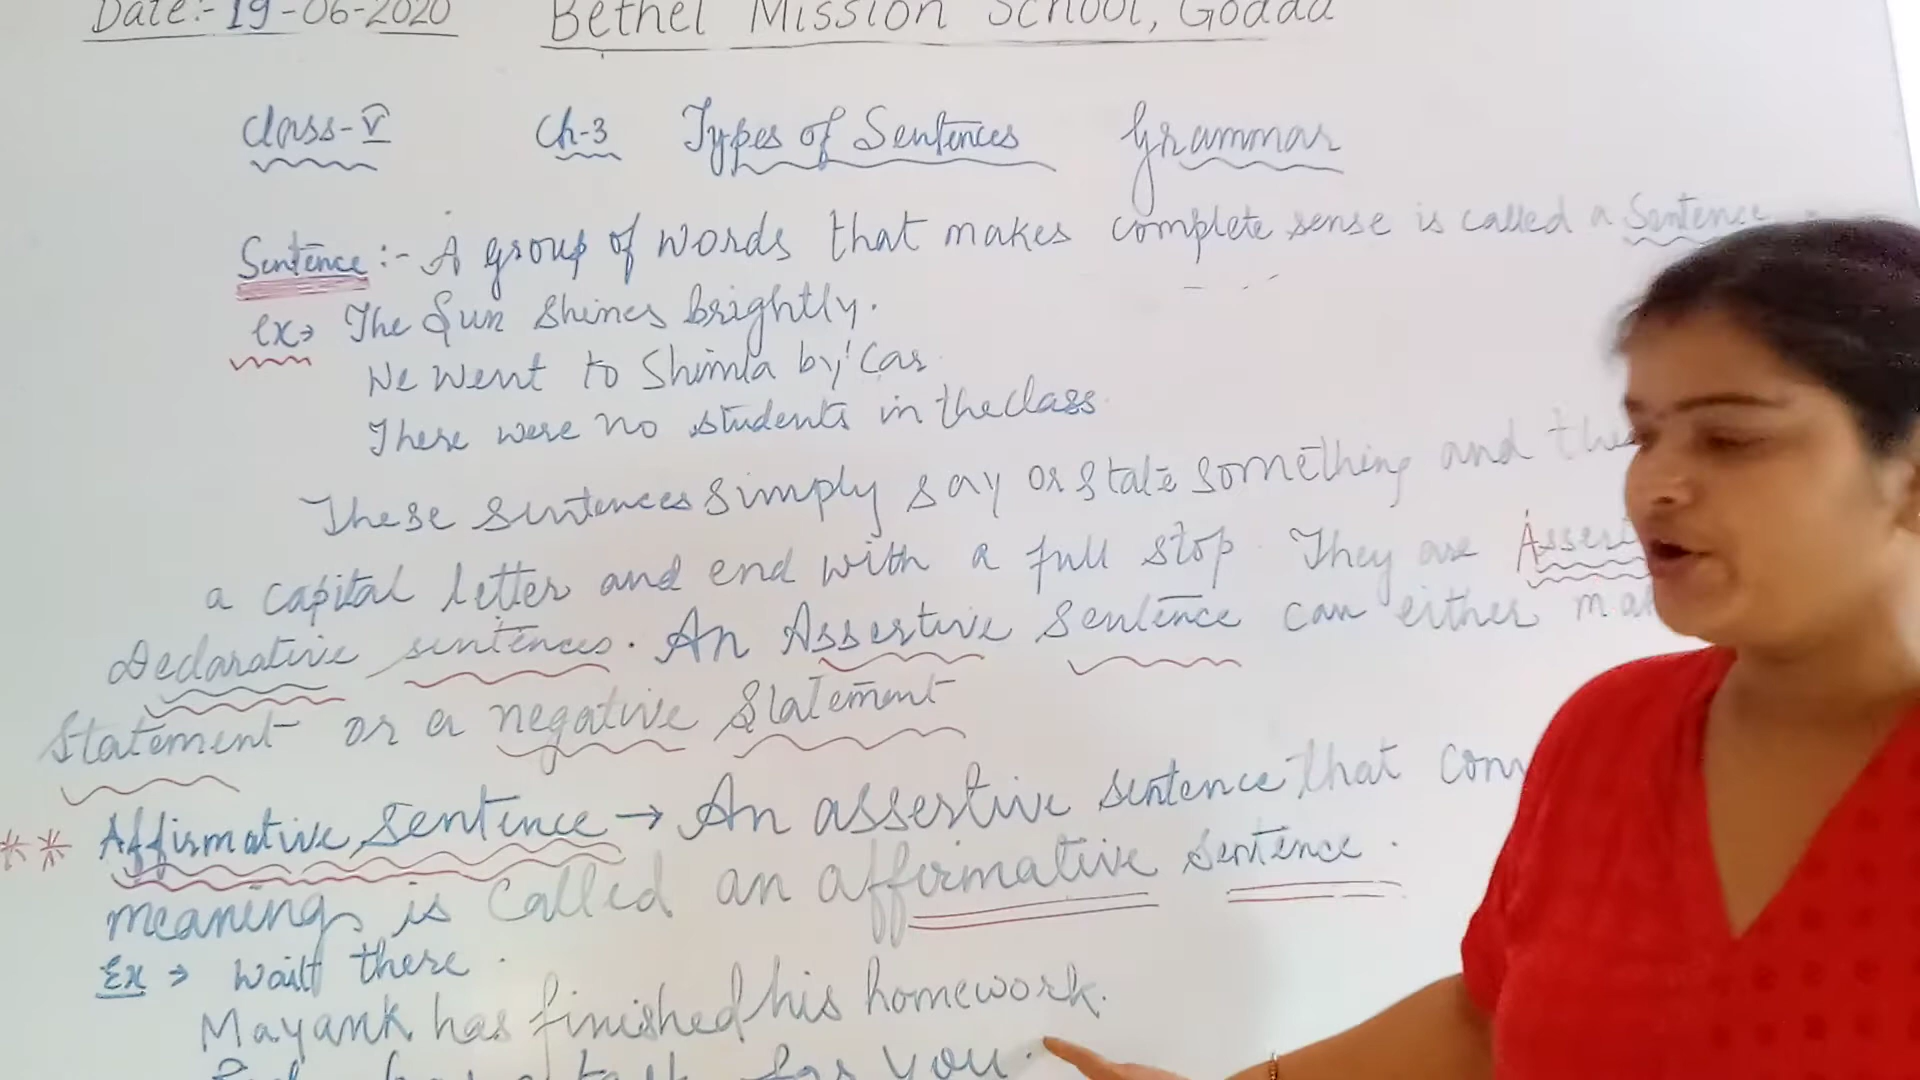 Date:- 19-06-2020 Bethel Mission School, Godda
Class-V Ch-3 Types of Sentences Grammar
Sentence :- A group of words that makes complete sense is called a Sentence
ex→ The Sun Shines brightly.
We went to Shimla by Car
There were no students in the class.
These sentences simply say or state something and
a capital letter and end with a full stop. They are
Declarative sentences. An Assertive Sentence can either
Statement or a negative Statement
** Affirmative Sentence → An assertive sentence that
meaning is Called an affirmative sentence.
Ex → wait there.
Mayank has finished his homework.
for you.